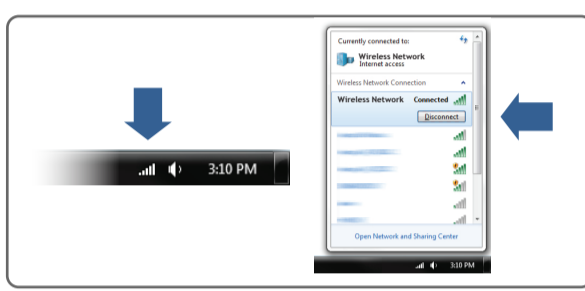 3:10 PM
Currently connected to:
Wireless Network
Internet access
Wireless Network Connection
Wireless Network Connected
Disconnect
Open Network and Sharing Center
3:10 PM